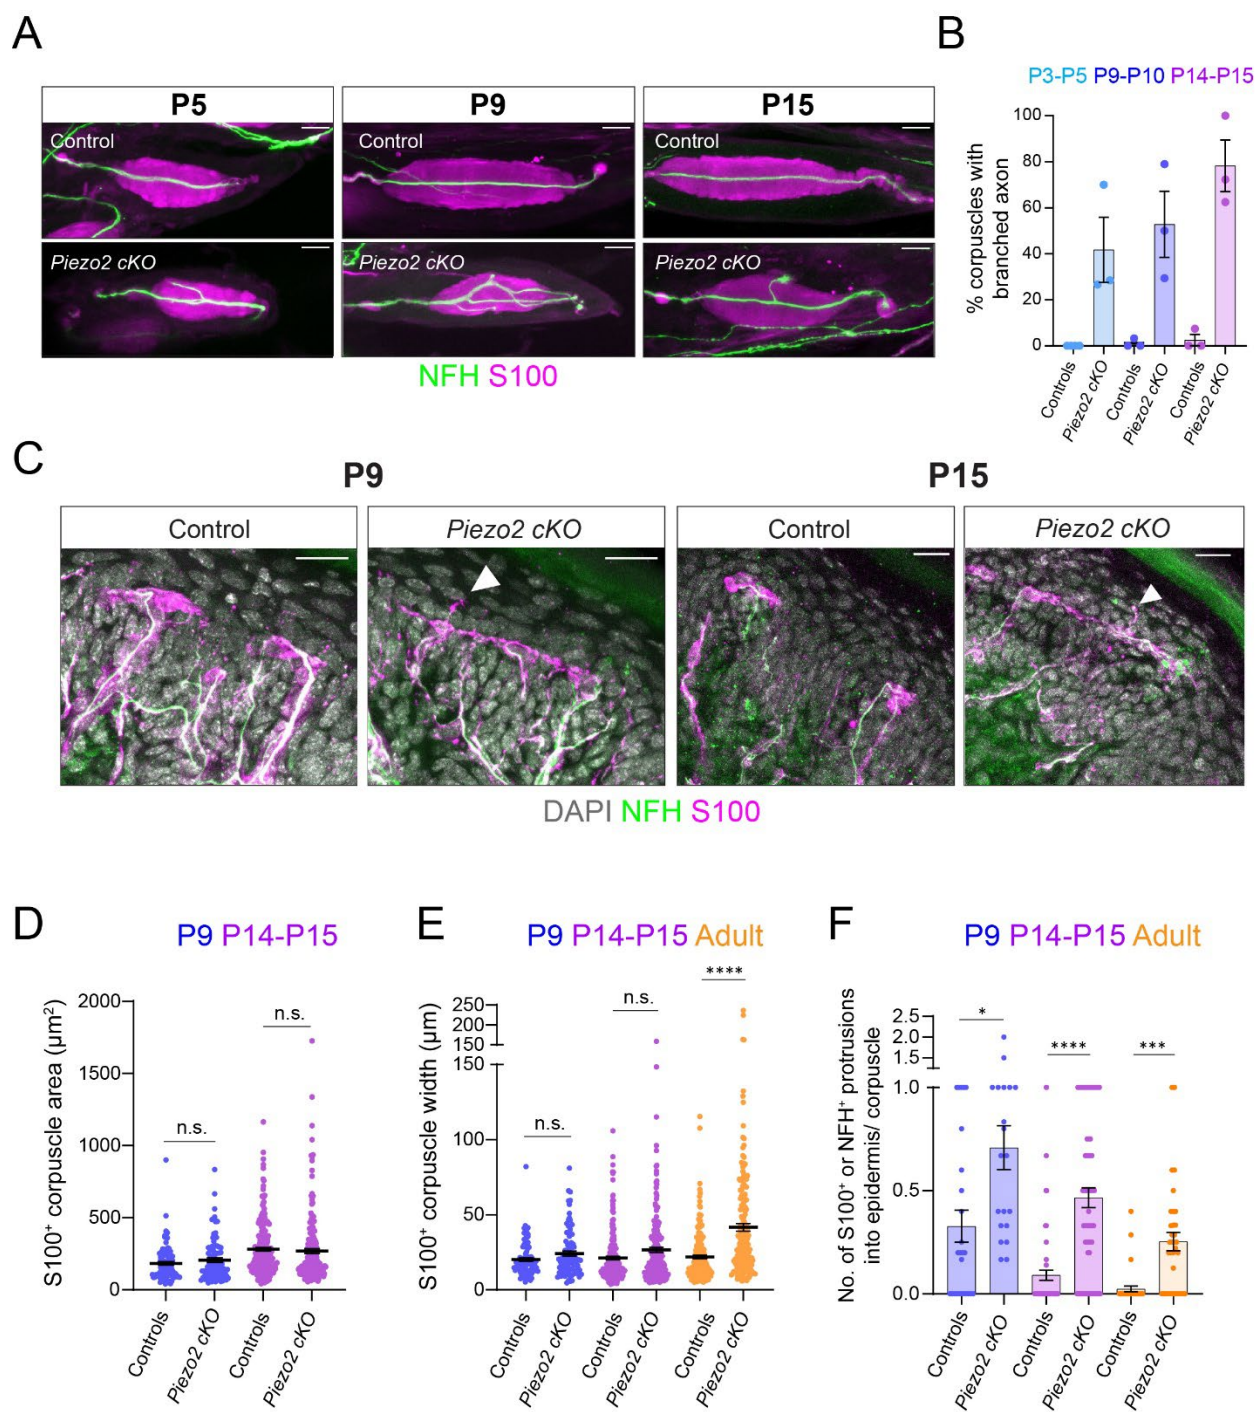 A
P5 P9 P15
Control Control Control
Piezo2 cKO Piezo2 cKO Piezo2 cKO
NFH S100
B
P3-P5 P9-P10 P14-P15
% corpuscles with
branched axon
100
80
60
40
20
0
Controls
Piezo2 cKO
Controls
Piezo2 cKO
Controls
Piezo2 cKO
C
P9 P15
Control Piezo2 cKO Control Piezo2 cKO
DAPI NFH S100
D
P9 P14-P15
S100⁺ corpuscle area (μm²)
2000
1500
1000
500
0
n.s.
n.s.
Controls
Piezo2 cKO
Controls
Piezo2 cKO
E
P9 P14-P15 Adult
S100⁺ corpuscle width (μm)
250
200
150
150
100
50
0
n.s.
n.s.
****
Controls
Piezo2 cKO
Controls
Piezo2 cKO
Controls
Piezo2 cKO
F
P9 P14-P15 Adult
No. of S100⁺ or NFH⁺ protrusions
into epidermis/ corpuscle
2.5
2.0
1.5
1.0
0.5
0.0
*
****
***
Controls
Piezo2 cKO
Controls
Piezo2 cKO
Controls
Piezo2 cKO